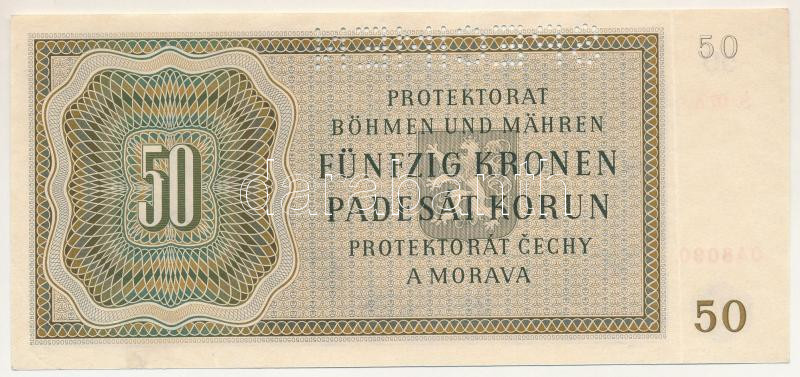 50
PROTEKTORAT
BÖHMEN UND MÄHREN
FÜNFZIG KRONEN
PADESÁT KORUN
PROTEKTORÁT ČECHY
A MORAVA
50
50